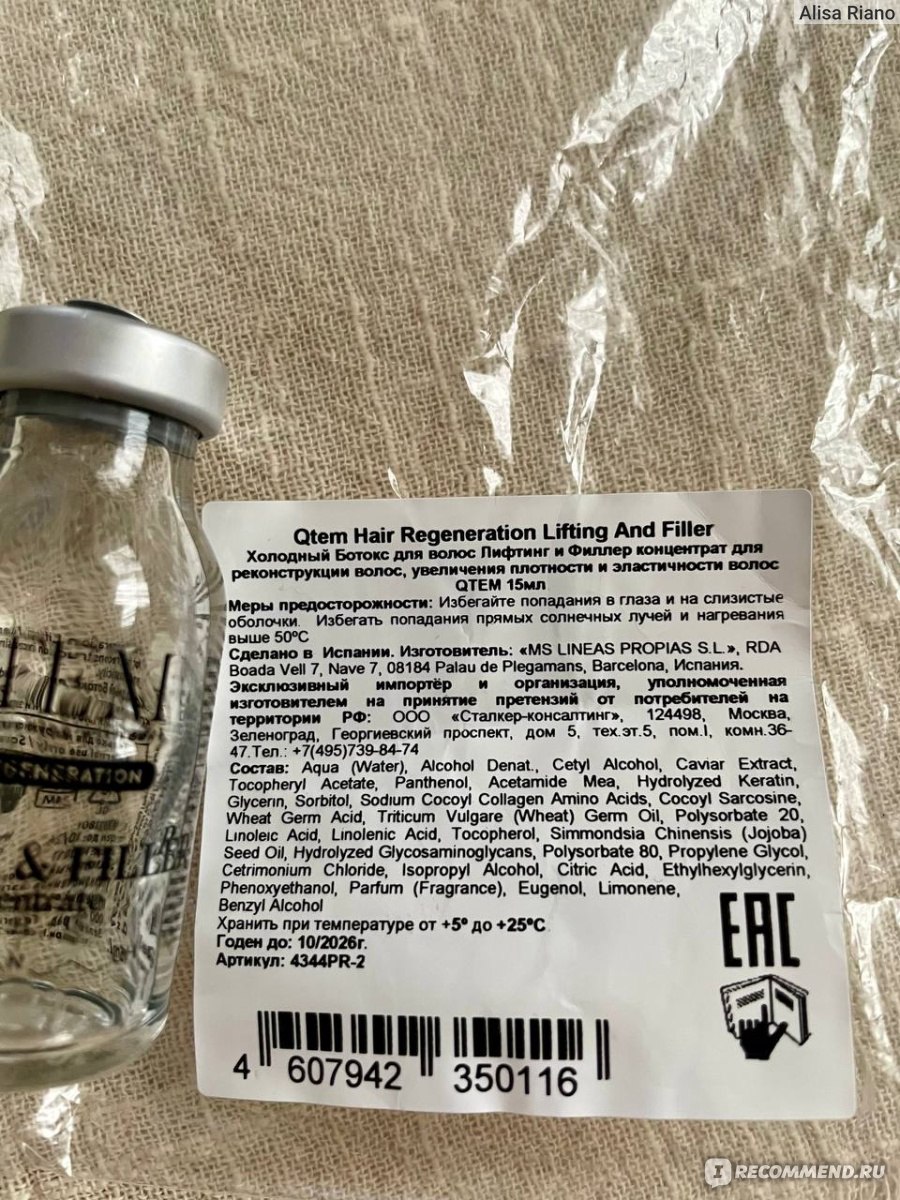 Alisa Riano
Qtem Hair Regeneration Lifting And Filler
Холодный Ботокс для волос Лифтинг и Филлер концентрат для
реконструкции волос, увеличения плотности и эластичности волос
QTEM 15мл
Меры предосторожности: Избегайте попадания в глаза и на слизистые
оболочки. Избегать попадания прямых солнечных лучей и нагревания
выше 50ºС
Сделано в Испании. Изготовитель: «MS LINEAS PROPIAS S.L.», RDA
Boada Vell 7, Nave 7, 08184 Palau de Plegamans, Barcelona, Испания.
Эксклюзивный импортёр и организация, уполномоченная
изготовителем на принятие претензий от потребителей на
территории РФ: ООО «Сталкер-консалтинг», 124498, Москва,
Зеленоград, Георгиевский проспект, дом 5, тех.эт.5, пом.I, комн.36-
47.Тел.: +7(495)739-84-74
Состав: Aqua (Water), Alcohol Denat., Cetyl Alcohol, Caviar Extract,
Tocopheryl Acetate, Panthenol, Acetamide Mea, Hydrolyzed Keratin,
Glycerin, Sorbitol, Sodium Cocoyl Collagen Amino Acids, Cocoyl Sarcosine,
Wheat Germ Acid, Triticum Vulgare (Wheat) Germ Oil, Polysorbate 20,
Linoleic Acid, Linolenic Acid, Tocopherol, Simmondsia Chinensis (Jojoba)
Seed Oil, Hydrolyzed Glycosaminoglycans, Polysorbate 80, Propylene Glycol,
Cetrimonium Chloride, Isopropyl Alcohol, Citric Acid, Ethylhexylglycerin,
Phenoxyethanol, Parfum (Fragrance), Eugenol, Limonene,
Benzyl Alcohol
Хранить при температуре от +5º до +25ºС
Годен до: 10/2026г.
Артикул: 4344PR-2
EAC
4 607942 350116
GENERATION
& FILLER
IRECOMMEND.RU